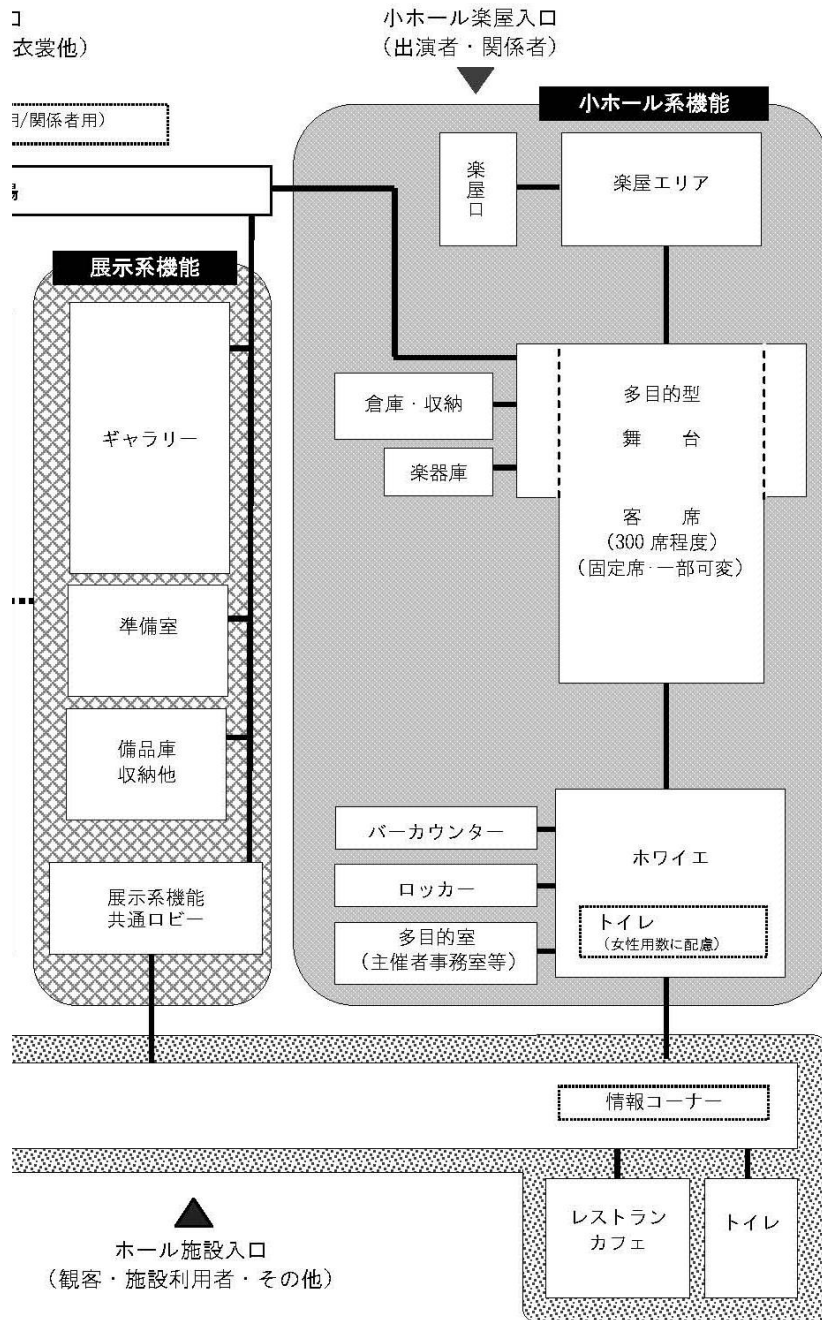 口
衣裳他）
小ホール楽屋入口
（出演者・関係者）
用/関係者用）
場
小ホール系機能
楽屋口
楽屋エリア
展示系機能
ギャラリー
準備室
備品庫
収納他
展示系機能
共通ロビー
倉庫・収納
楽器庫
多目的型
舞　台
客　席
（300 席程度）
（固定席・一部可変）
バーカウンター
ロッカー
多目的室
（主催者事務室等）
ホワイエ
トイレ
（女性用数に配慮）
情報コーナー
レストラン
カフェ
トイレ
ホール施設入口
（観客・施設利用者・その他）